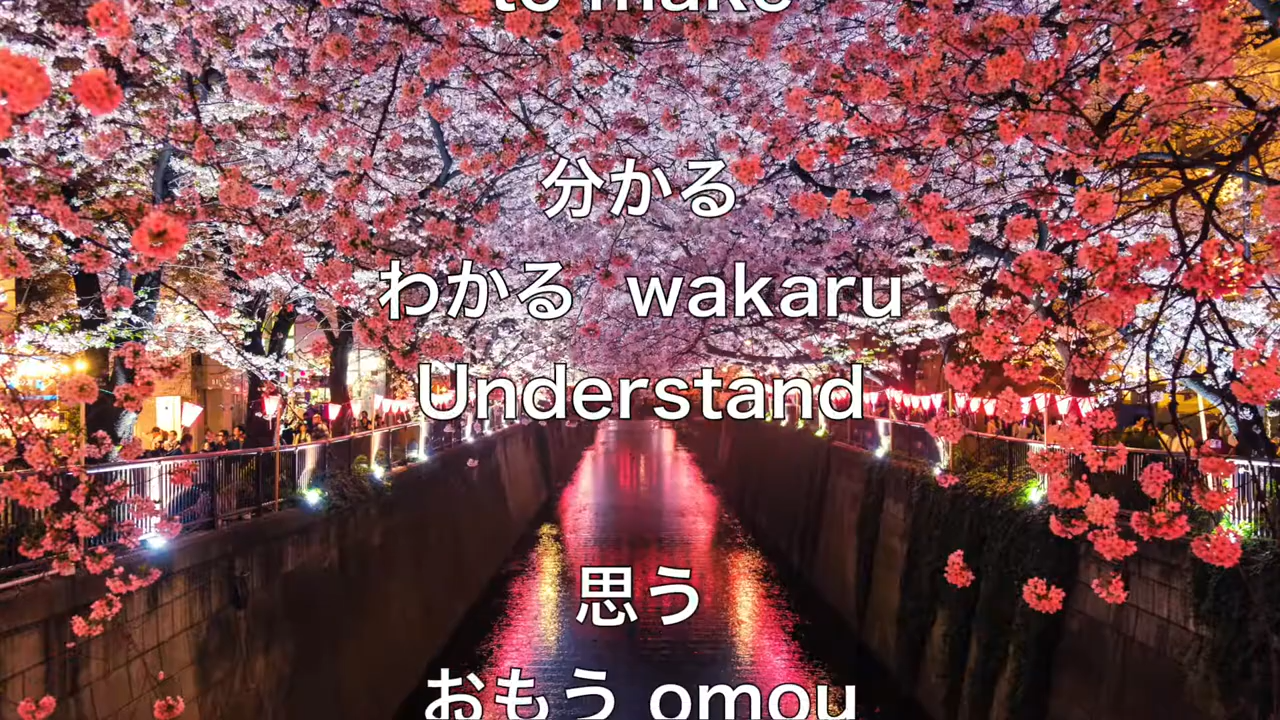 to make
分かる
わかる wakaru
Understand
思う
おもう omou